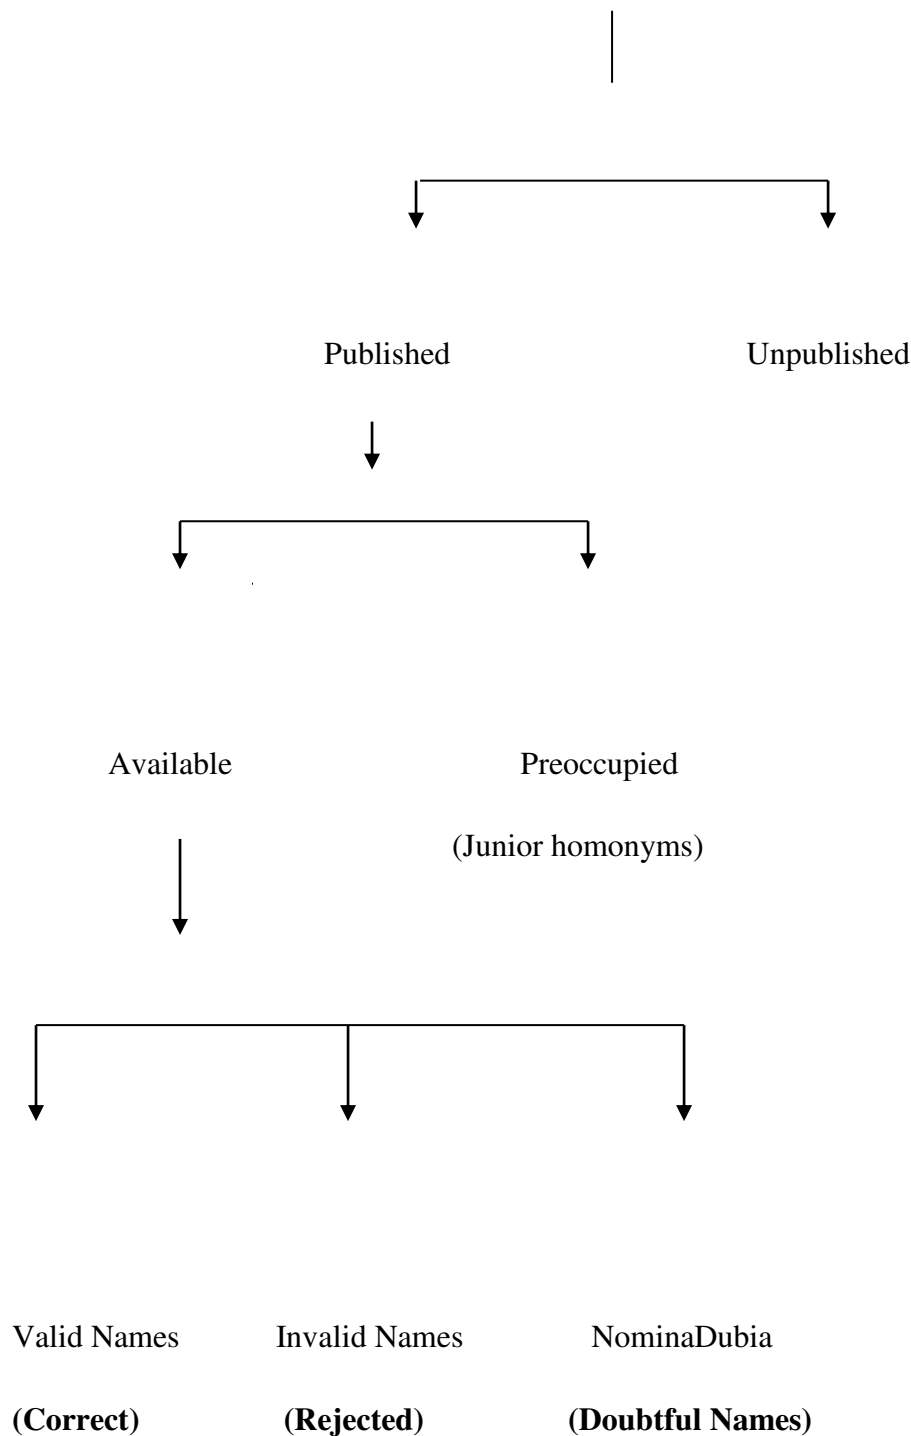 Published Unpublished
Available Preoccupied
(Junior homonyms)
Valid Names Invalid Names NominaDubia
(Correct) (Rejected) (Doubtful Names)